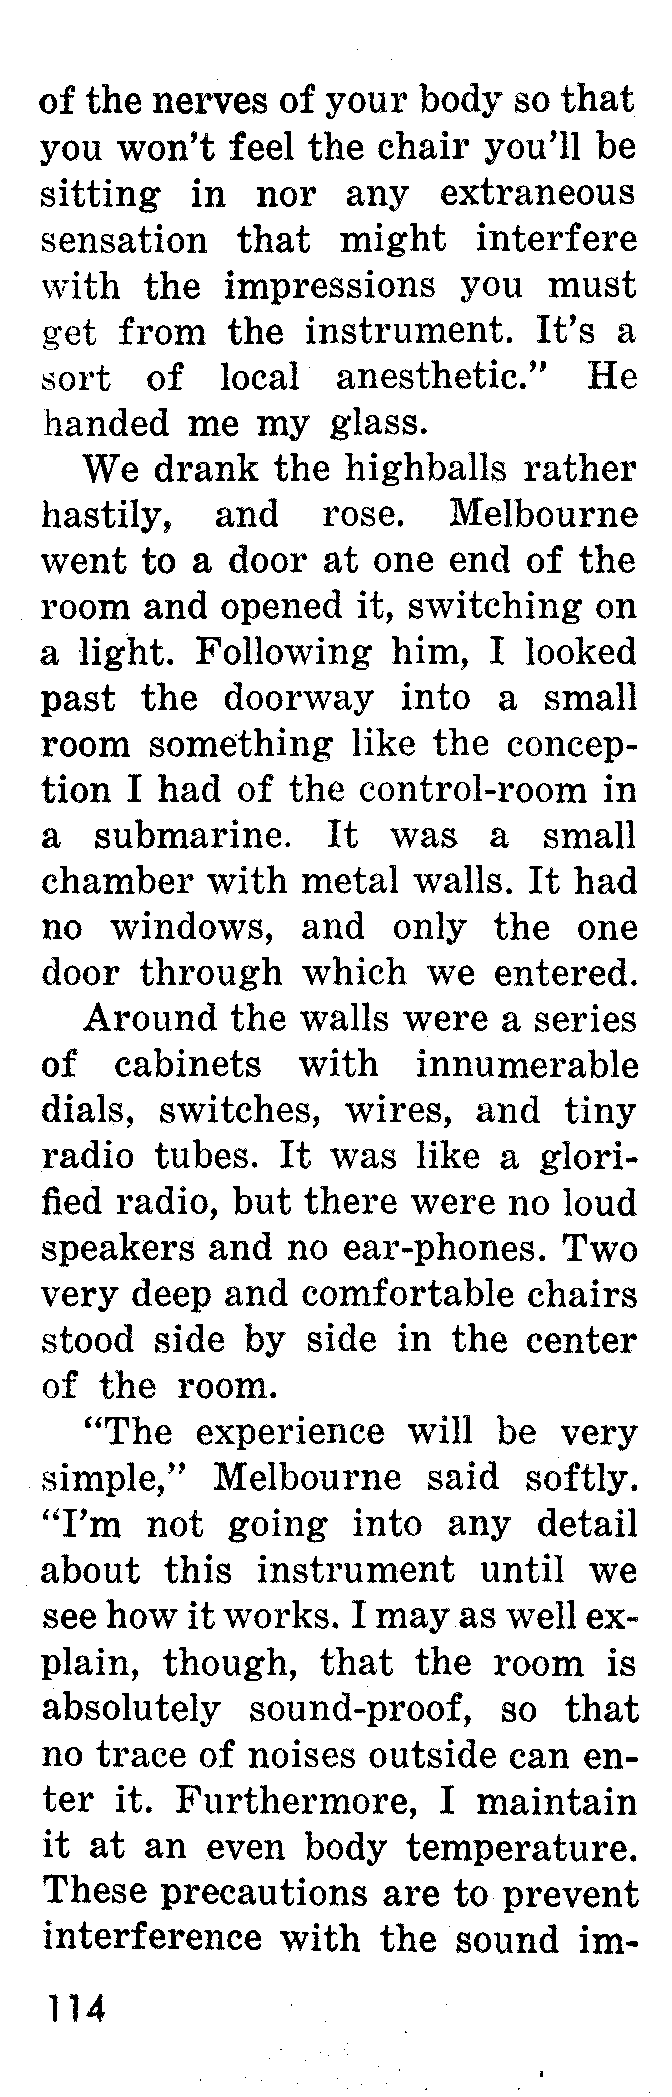 of the nerves of your body so that
you won't feel the chair you'll be
sitting in nor any extraneous
sensation that might interfere
with the impressions you must
get from the instrument. It's a
sort of local anesthetic." He
handed me my glass.
We drank the highballs rather
hastily, and rose. Melbourne
went to a door at one end of the
room and opened it, switching on
a light. Following him, I looked
past the doorway into a small
room something like the concep-
tion I had of the control-room in
a submarine. It was a small
chamber with metal walls. It had
no windows, and only the one
door through which we entered.
Around the walls were a series
of cabinets with innumerable
dials, switches, wires, and tiny
radio tubes. It was like a glori-
fied radio, but there were no loud
speakers and no ear-phones. Two
very deep and comfortable chairs
stood side by side in the center
of the room.
"The experience will be very
simple," Melbourne said softly.
"I'm not going into any detail
about this instrument until we
see how it works. I may as well ex-
plain, though, that the room is
absolutely sound-proof, so that
no trace of noises outside can en-
ter it. Furthermore, I maintain
it at an even body temperature.
These precautions are to prevent
interference with the sound im-
114